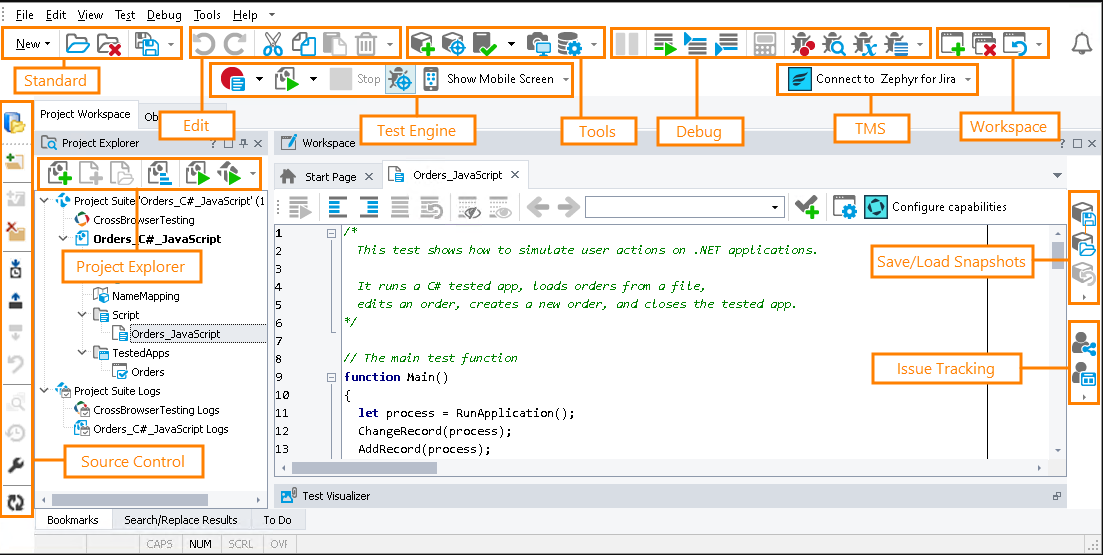 File Edit View Test Debug Tools Help
New
Standard
Edit
Stop
Show Mobile Screen
Test Engine
Tools
Debug
Connect to Zephyr for Jira
TMS
Workspace
Project Workspace
Project Explorer
Project Suite 'Orders_C#_JavaScript' (1
CrossBrowserTesting
Orders_C#_JavaScript
Project Explorer
NameMapping
Script
Orders_JavaScript
TestedApps
Orders
Project Suite Logs
CrossBrowserTesting Logs
Orders_C#_JavaScript Logs
Source Control
Workspace
Start Page
Orders_JavaScript
Configure capabilities
1 /*
2 This test shows how to simulate user actions on .NET applications.
3
4 It runs a C# tested app, loads orders from a file,
5 edits an order, creates a new order, and closes the tested app.
6 */
7
8 // The main test function
9 function Main()
10 {
11 let process = RunApplication();
12 ChangeRecord(process);
13 AddRecord(process);
Save/Load Snapshots
Issue Tracking
Test Visualizer
Bookmarks Search/Replace Results To Do
CAPS NUM SCRL OVR